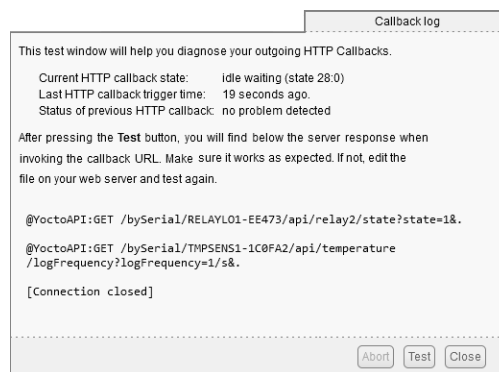 Callback log
This test window will help you diagnose your outgoing HTTP Callbacks.
Current HTTP callback state: idle waiting (state 28:0)
Last HTTP callback trigger time: 19 seconds ago.
Status of previous HTTP callback: no problem detected
After pressing the Test button, you will find below the server response when
invoking the callback URL. Make sure it works as expected. If not, edit the
file on your web server and test again.
@YoctoAPI:GET /bySerial/RELAYLO1-EE473/api/relay2/state?state=1&.
@YoctoAPI:GET /bySerial/TMPSENS1-1C0FA2/api/temperature
/logFrequency?logFrequency=1/s&.
[Connection closed]
Abort Test Close